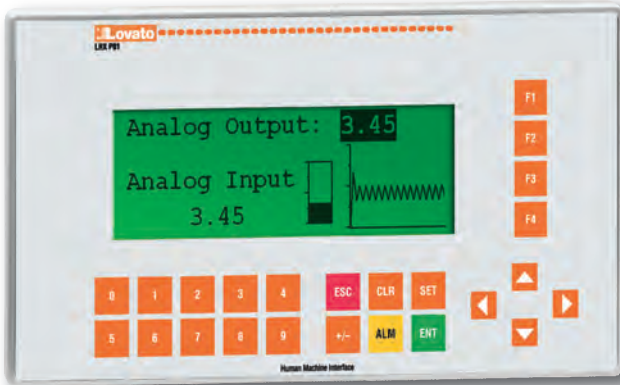 Lovato
LRX P01
Analog Output: 3.45
Analog Input
3.45
F1
F2
F3
F4
0 1 2 3 4 ESC CLR SET
5 6 7 8 9 +/− ALM ENT
Human Machine Interface